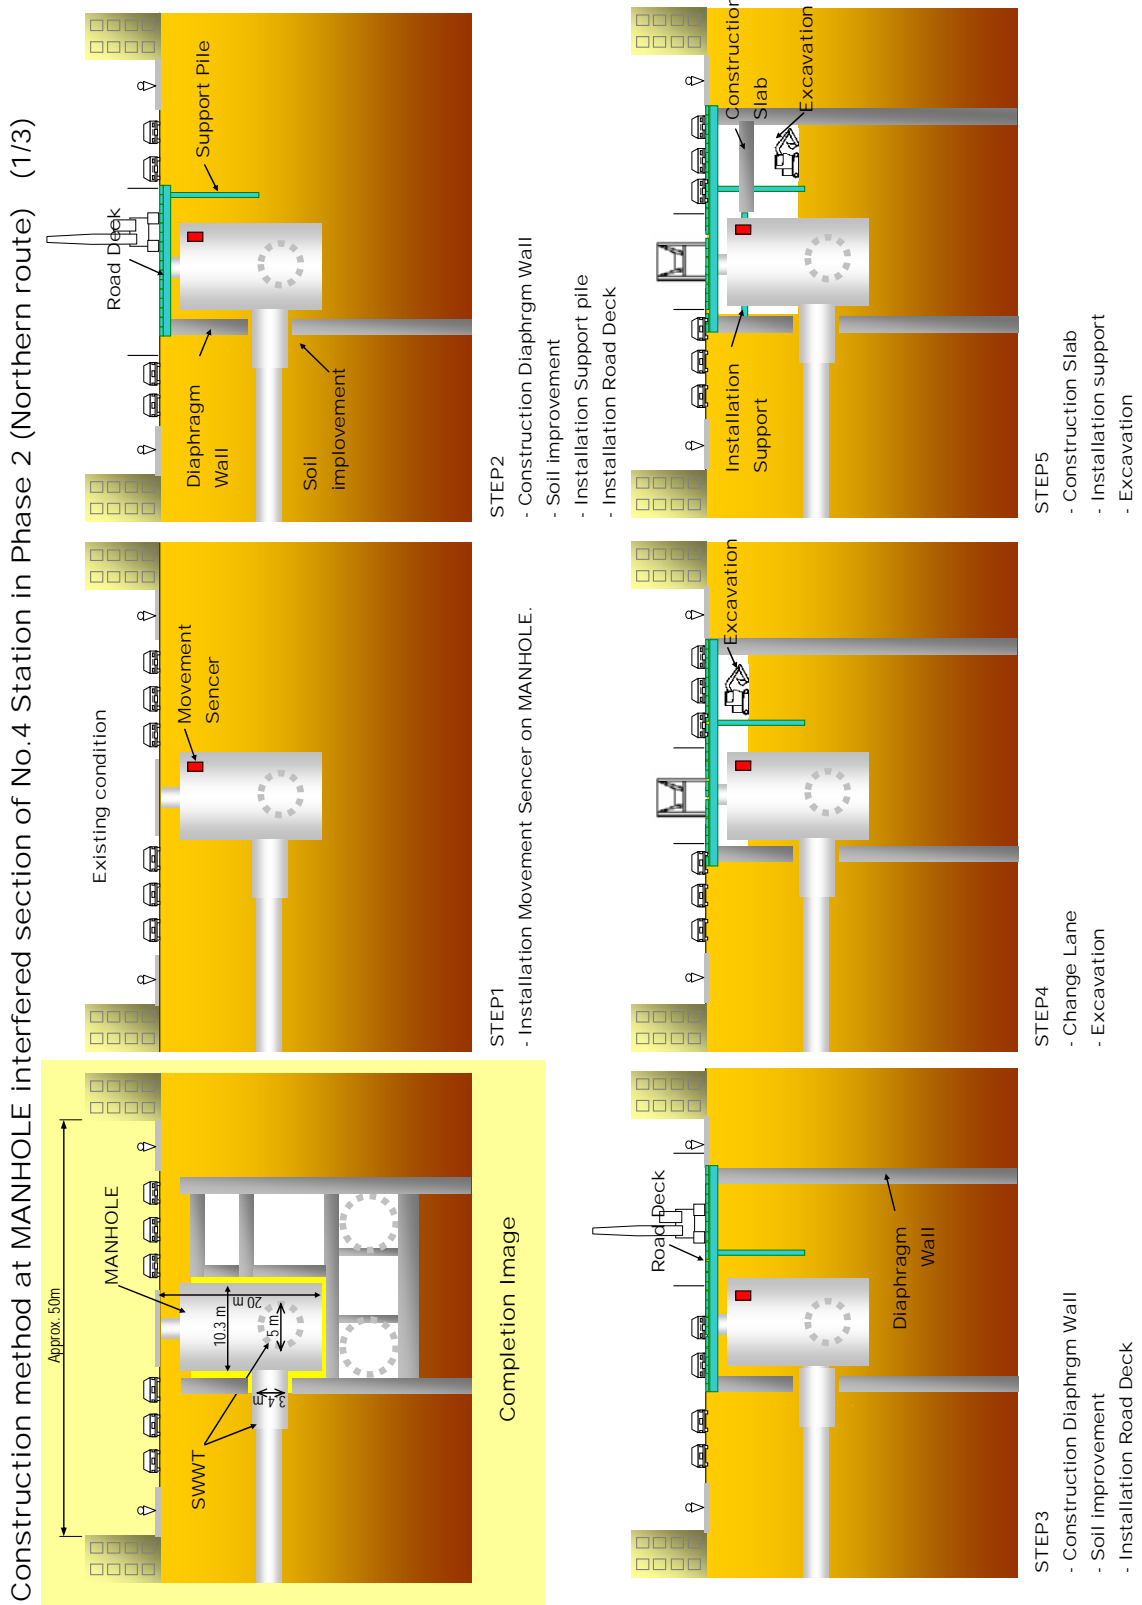 Construction method at MANHOLE interfered section of No.4 Station in Phase 2 (Northern route) (1/3)
Approx. 50m
MANHOLE
20 m
10.3 m
5 m
3.4 m
SWWT
Completion Image
Existing condition
Movement
Sencer
STEP1
- Installation Movement Sencer on MANHOLE.
Road Deck
Support Pile
Diaphragm
Wall
Soil
implovement
STEP2
- Construction Diaphrgm Wall
- Soil improvement
- Installation Support pile
- Installation Road Deck
Road Deck
Diaphragm
Wall
STEP3
- Construction Diaphrgm Wall
- Soil improvement
- Installation Road Deck
Excavation
STEP4
- Change Lane
- Excavation
Construction
Slab
Excavation
Installation
Support
STEP5
- Construction Slab
- Installation support
- Excavation